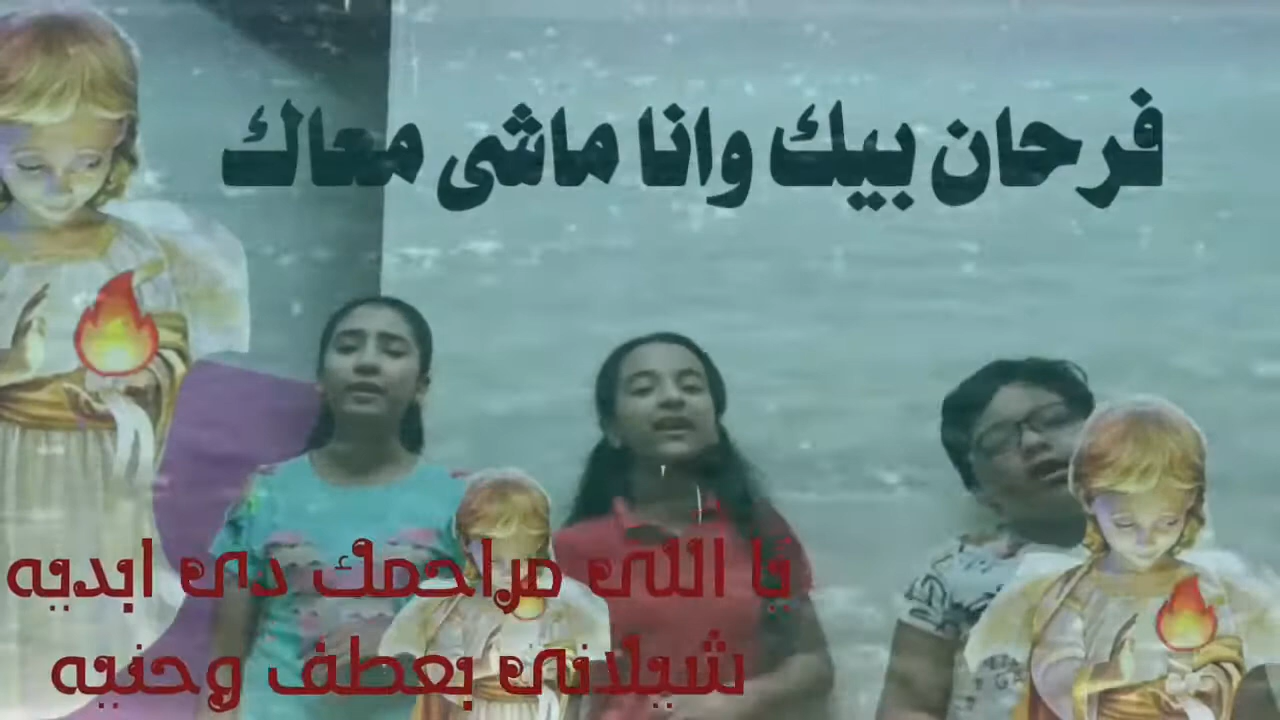 فرحان بيك وانا ماشى معاك
يا اللى مراحمك دى ابديه
شيلانى بعطف وحنيه